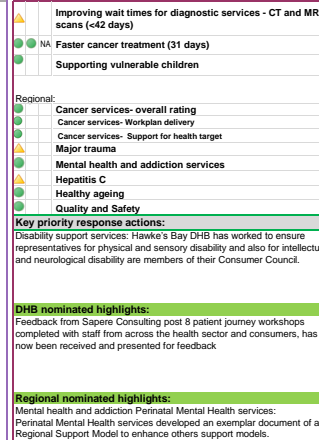 Improving wait times for diagnostic services - CT and MR
scans (<42 days)
NA Faster cancer treatment (31 days)
Supporting vulnerable children
Regional:
Cancer services- overall rating
Cancer services- Workplan delivery
Cancer services- Support for health target
Major trauma
Mental health and addiction services
Hepatitis C
Healthy ageing
Quality and Safety
Key priority response actions:
Disability support services: Hawke's Bay DHB has worked to ensure
representatives for physical and sensory disability and also for intellectu
and neurological disability are members of their Consumer Council.
DHB nominated highlights:
Feedback from Sapere Consulting post 8 patient journey workshops
completed with staff from across the health sector and consumers, has
now been received and presented for feedback
Regional nominated highlights:
Mental health and addiction Perinatal Mental Health services:
Perinatal Mental Health services developed an exemplar document of a
Regional Support Model to enhance others support models.